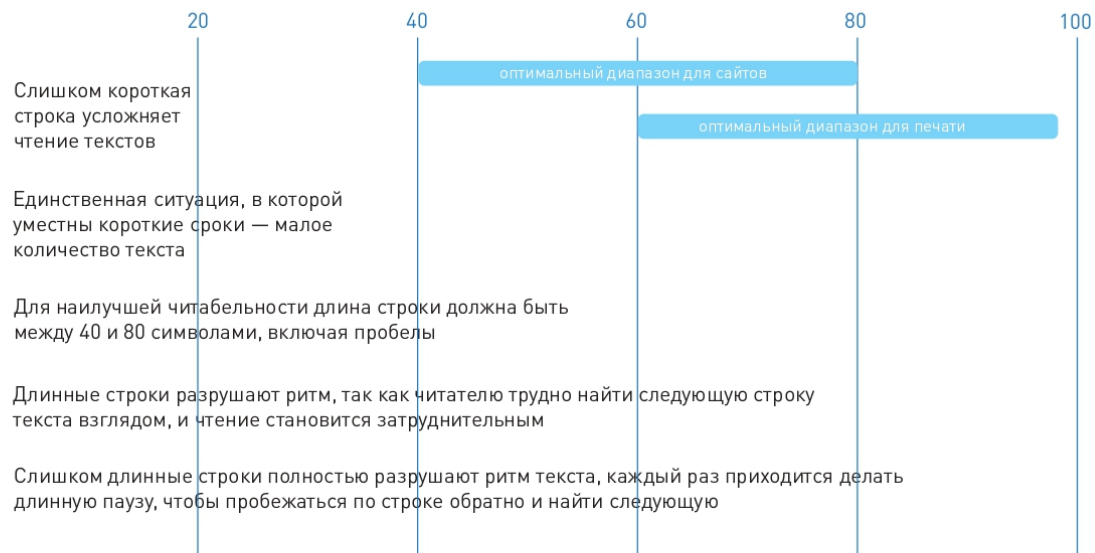 20 40 60 80 100
оптимальный диапазон для сайтов
оптимальный диапазон для печати
Слишком короткая
строка усложняет
чтение текстов
Единственная ситуация, в которой
уместны короткие сроки — малое
количество текста
Для наилучшей читабельности длина строки должна быть
между 40 и 80 символами, включая пробелы
Длинные строки разрушают ритм, так как читателю трудно найти следующую строку
текста взглядом, и чтение становится затруднительным
Слишком длинные строки полностью разрушают ритм текста, каждый раз приходится делать
длинную паузу, чтобы пробежаться по строке обратно и найти следующую